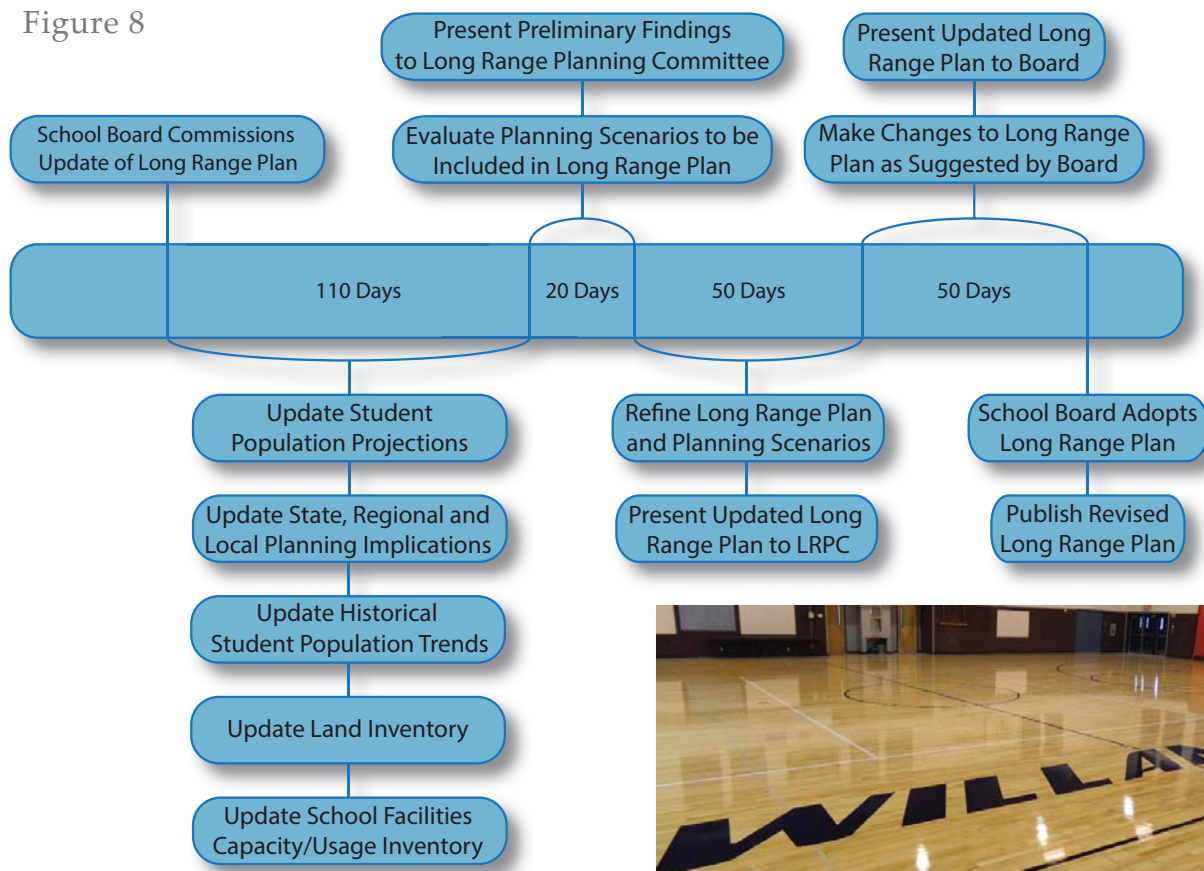 Figure 8
Present Preliminary Findings
to Long Range Planning Committee
Present Updated Long
Range Plan to Board
School Board Commissions
Update of Long Range Plan
Evaluate Planning Scenarios to be
Included in Long Range Plan
Make Changes to Long Range
Plan as Suggested by Board
110 Days
20 Days
50 Days
50 Days
Update Student
Population Projections
Refine Long Range Plan
and Planning Scenarios
School Board Adopts
Long Range Plan
Update State, Regional and
Local Planning Implications
Present Updated Long
Range Plan to LRPC
Publish Revised
Long Range Plan
Update Historical
Student Population Trends
Update Land Inventory
Update School Facilities
Capacity/Usage Inventory